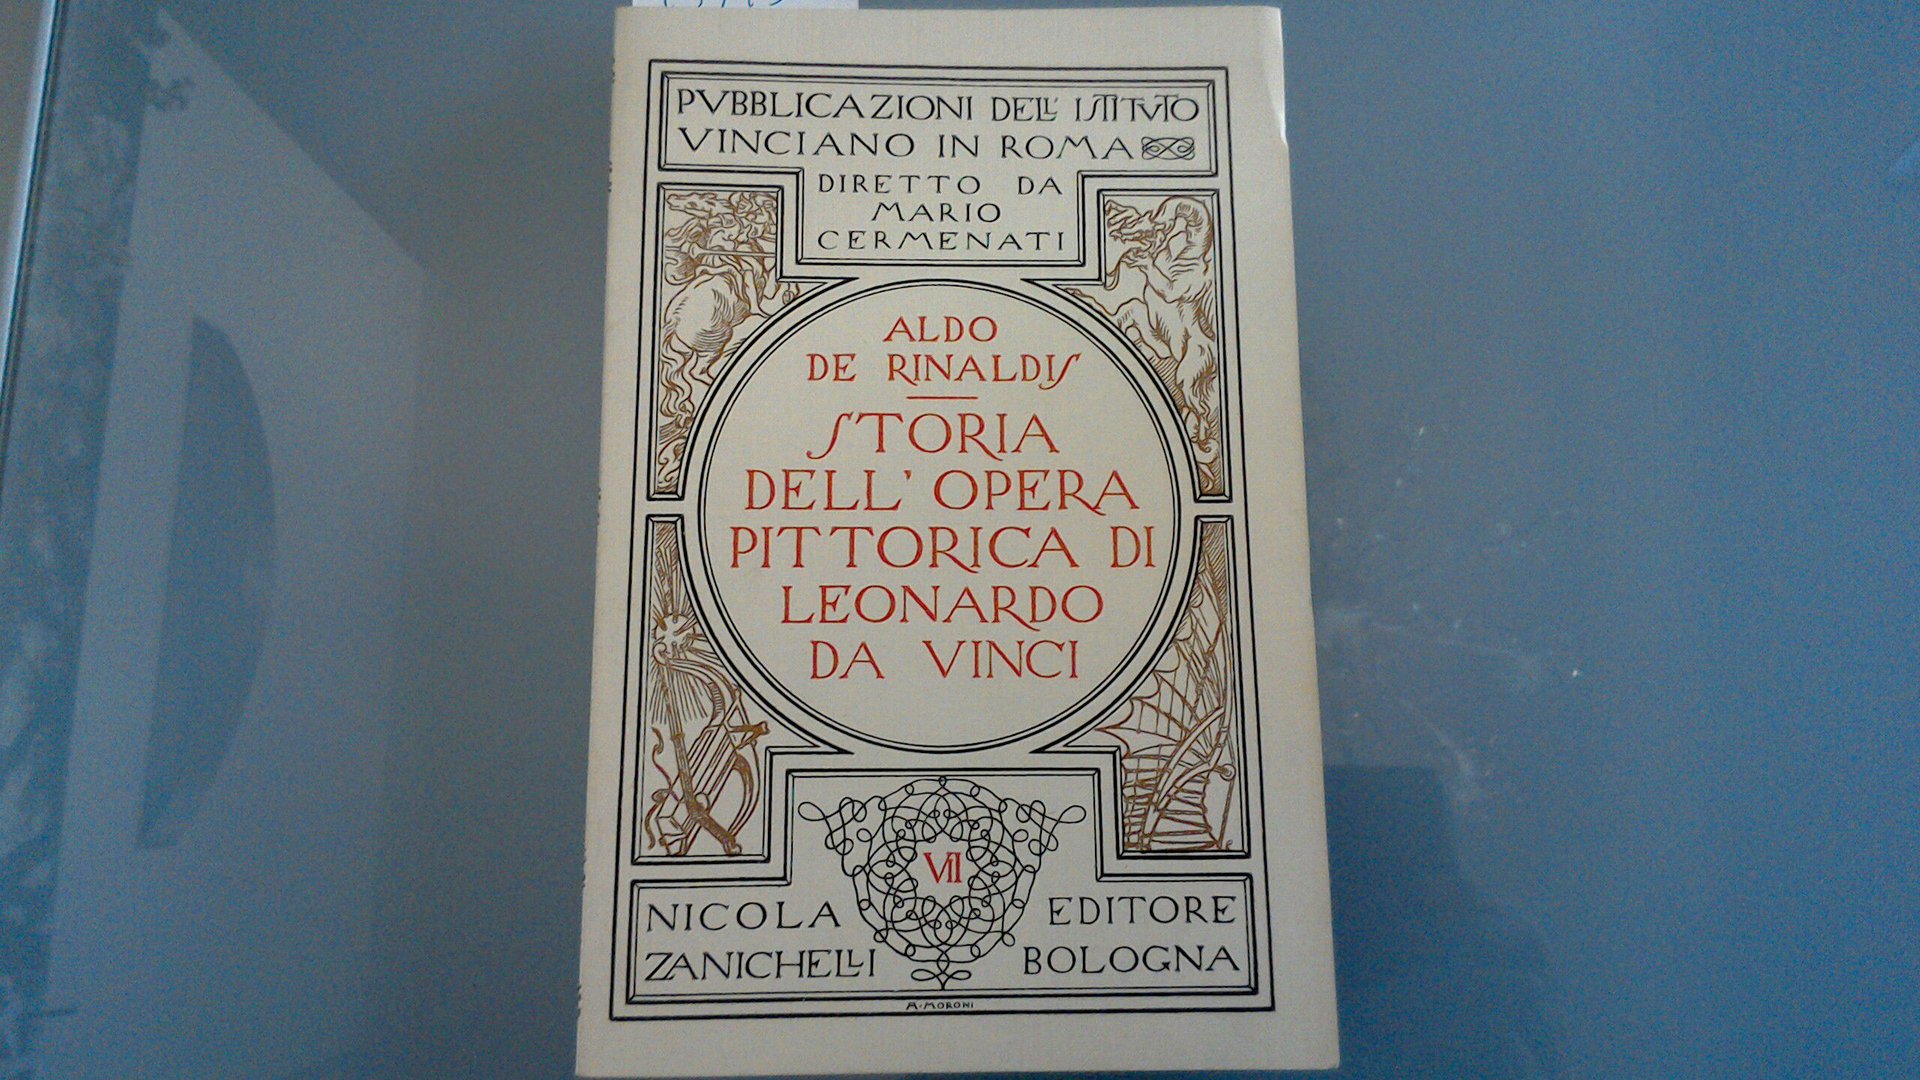 PVBBLICAZIONI DELL' ISTITVTO
VINCIANO IN ROMA
DIRETTO DA
MARIO
CERMENATI
ALDO
DE RINALDIS
STORIA
DELL' OPERA
PITTORICA DI
LEONARDO
DA VINCI
VII
NICOLA EDITORE
ZANICHELLI BOLOGNA
A·MORONI